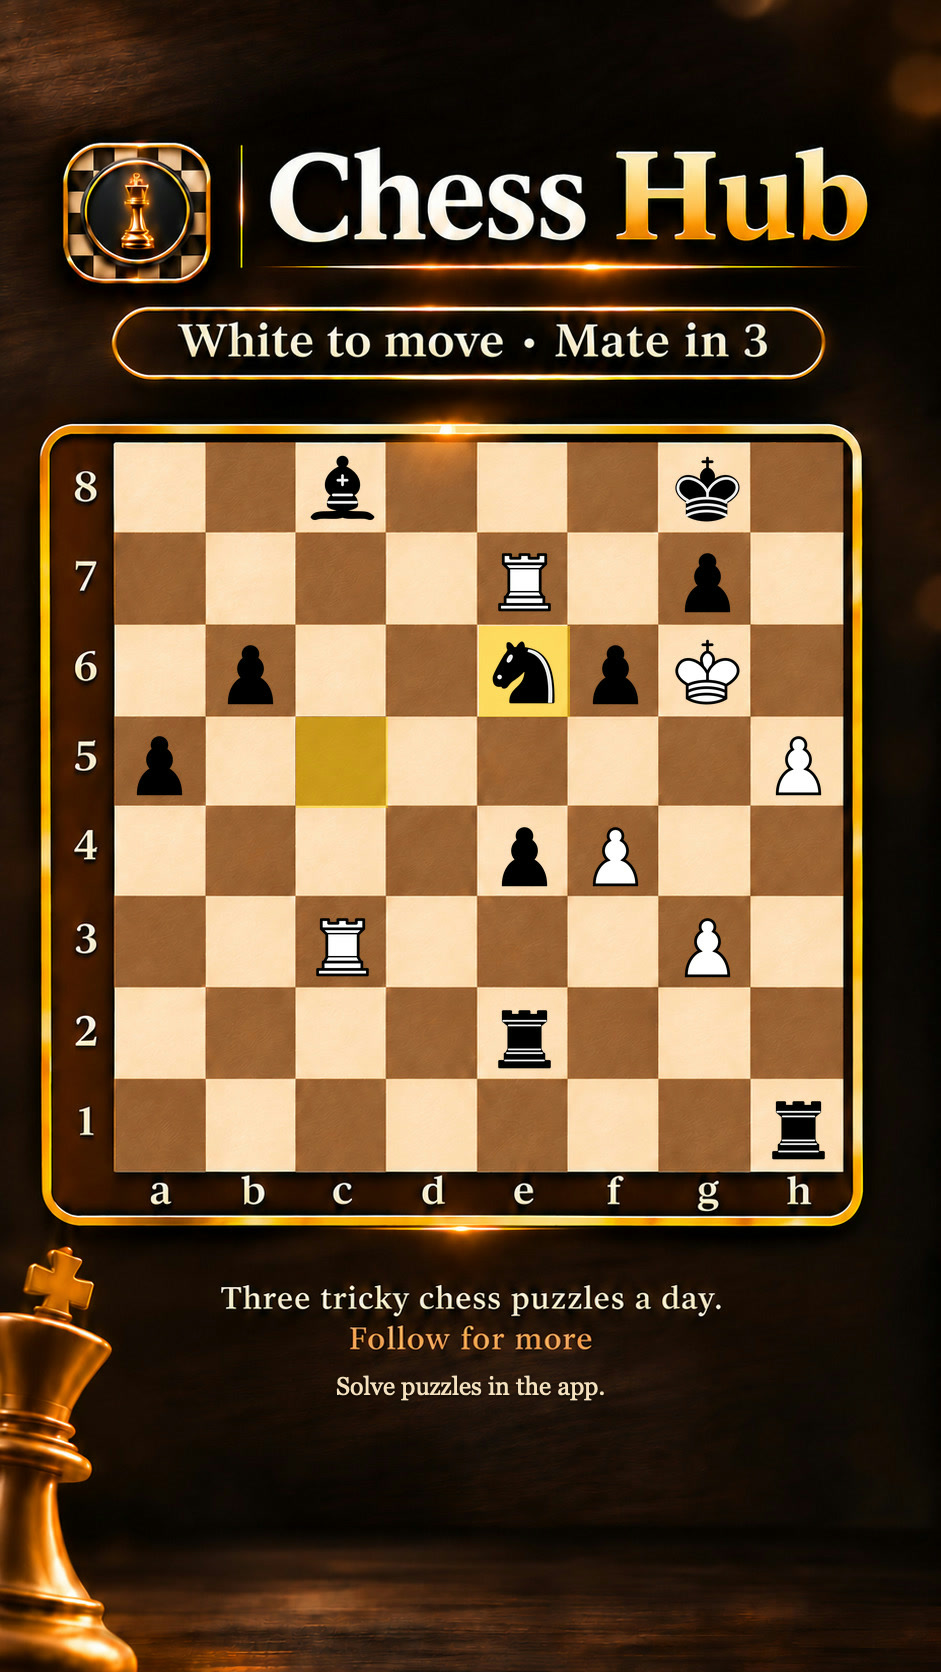 Chess Hub
White to move • Mate in 3
8
7
6
5
4
3
2
1
a b c d e f g h
Three tricky chess puzzles a day.
Follow for more
Solve puzzles in the app.